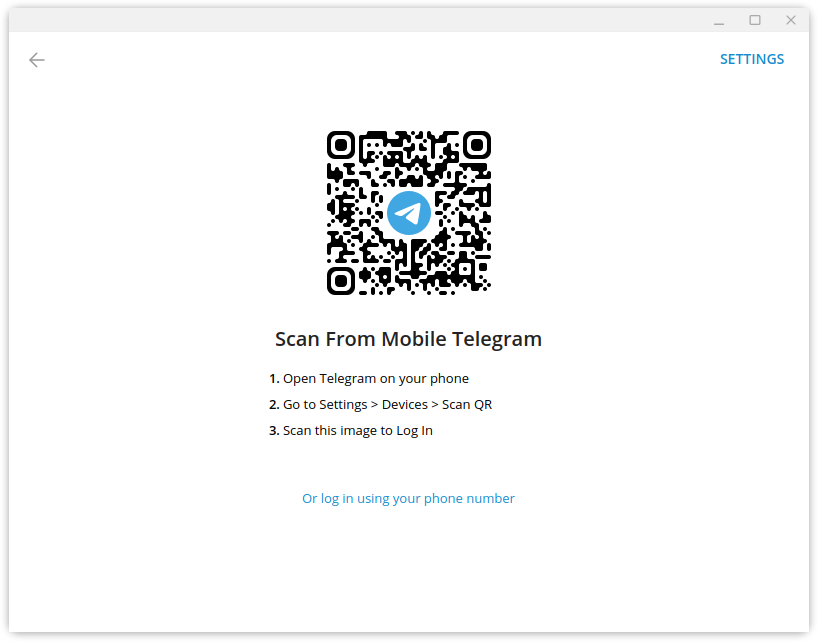 SETTINGS
Scan From Mobile Telegram
1. Open Telegram on your phone
2. Go to Settings > Devices > Scan QR
3. Scan this image to Log In
Or log in using your phone number